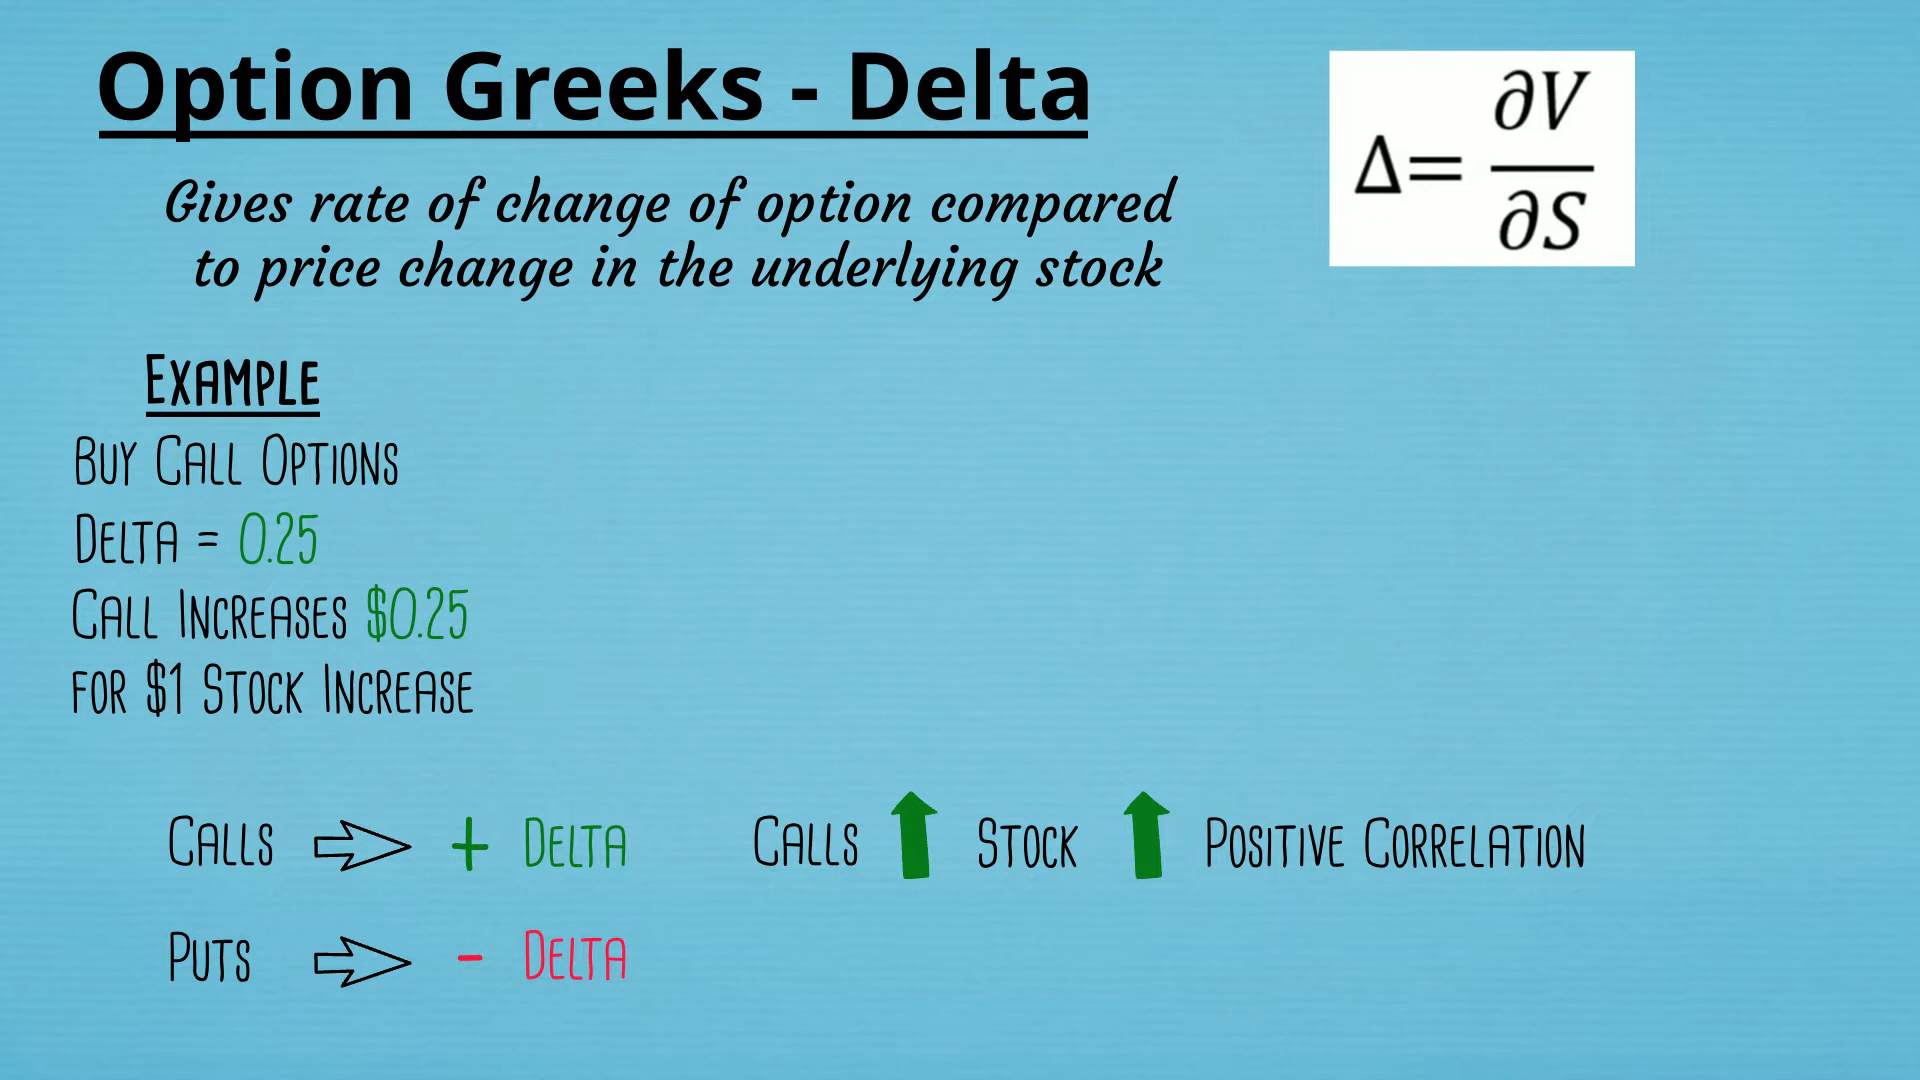 Option Greeks - Delta
Δ= ∂V/∂S
Gives rate of change of option compared
to price change in the underlying stock
EXAMPLE
BUY CALL OPTIONS
DELTA = 0.25
CALL INCREASES $0.25
FOR $1 STOCK INCREASE
CALLS + DELTA CALLS STOCK POSITIVE CORRELATION
PUTS - DELTA